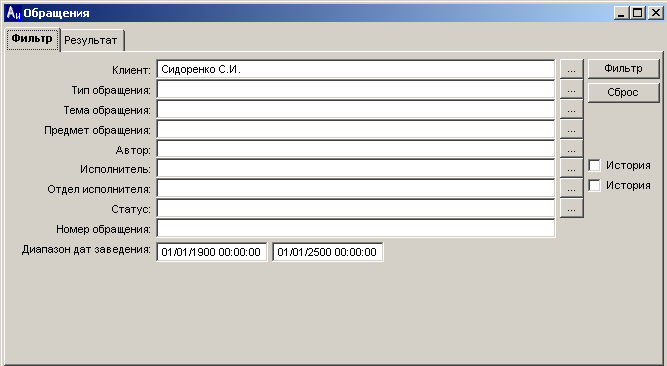 Аи Обращения
Фильтр Результат
Клиент: Сидоренко С.И. ... Фильтр
Тип обращения: ... Сброс
Тема обращения: ...
Предмет обращения: ...
Автор: ...
Исполнитель: ... История
Отдел исполнителя: ... История
Статус: ...
Номер обращения:
Диапазон дат заведения: 01/01/1900 00:00:00 01/01/2500 00:00:00